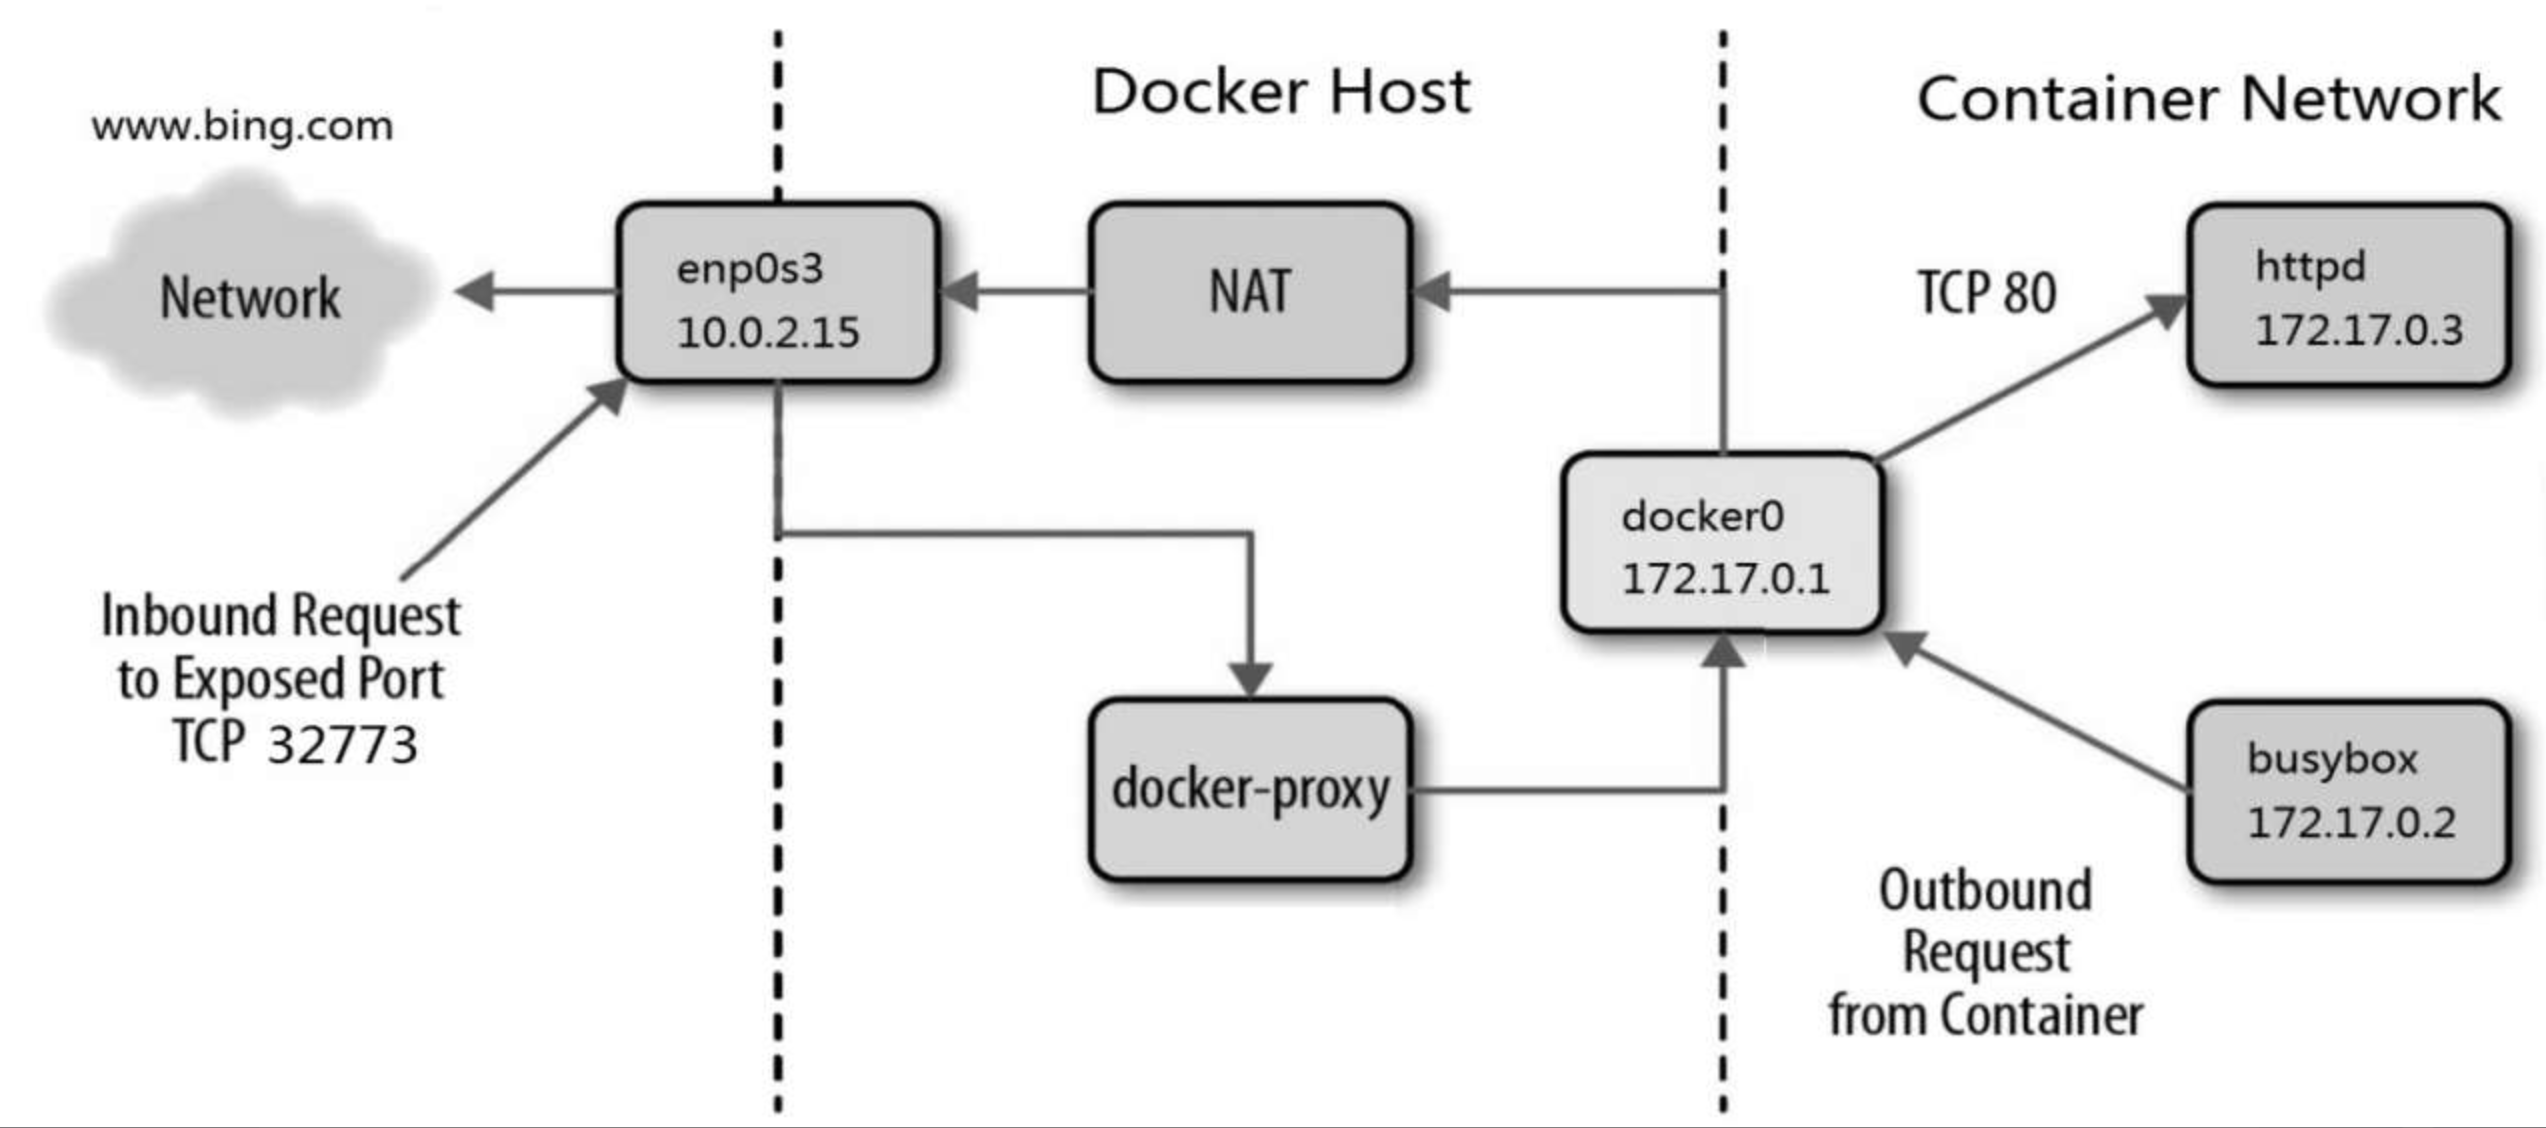 Docker Host
Container Network
www.bing.com
Network
enp0s3
10.0.2.15
NAT
TCP 80
httpd
172.17.0.3
docker0
172.17.0.1
Inbound Request
to Exposed Port
TCP 32773
docker-proxy
busybox
172.17.0.2
Outbound
Request
from Container